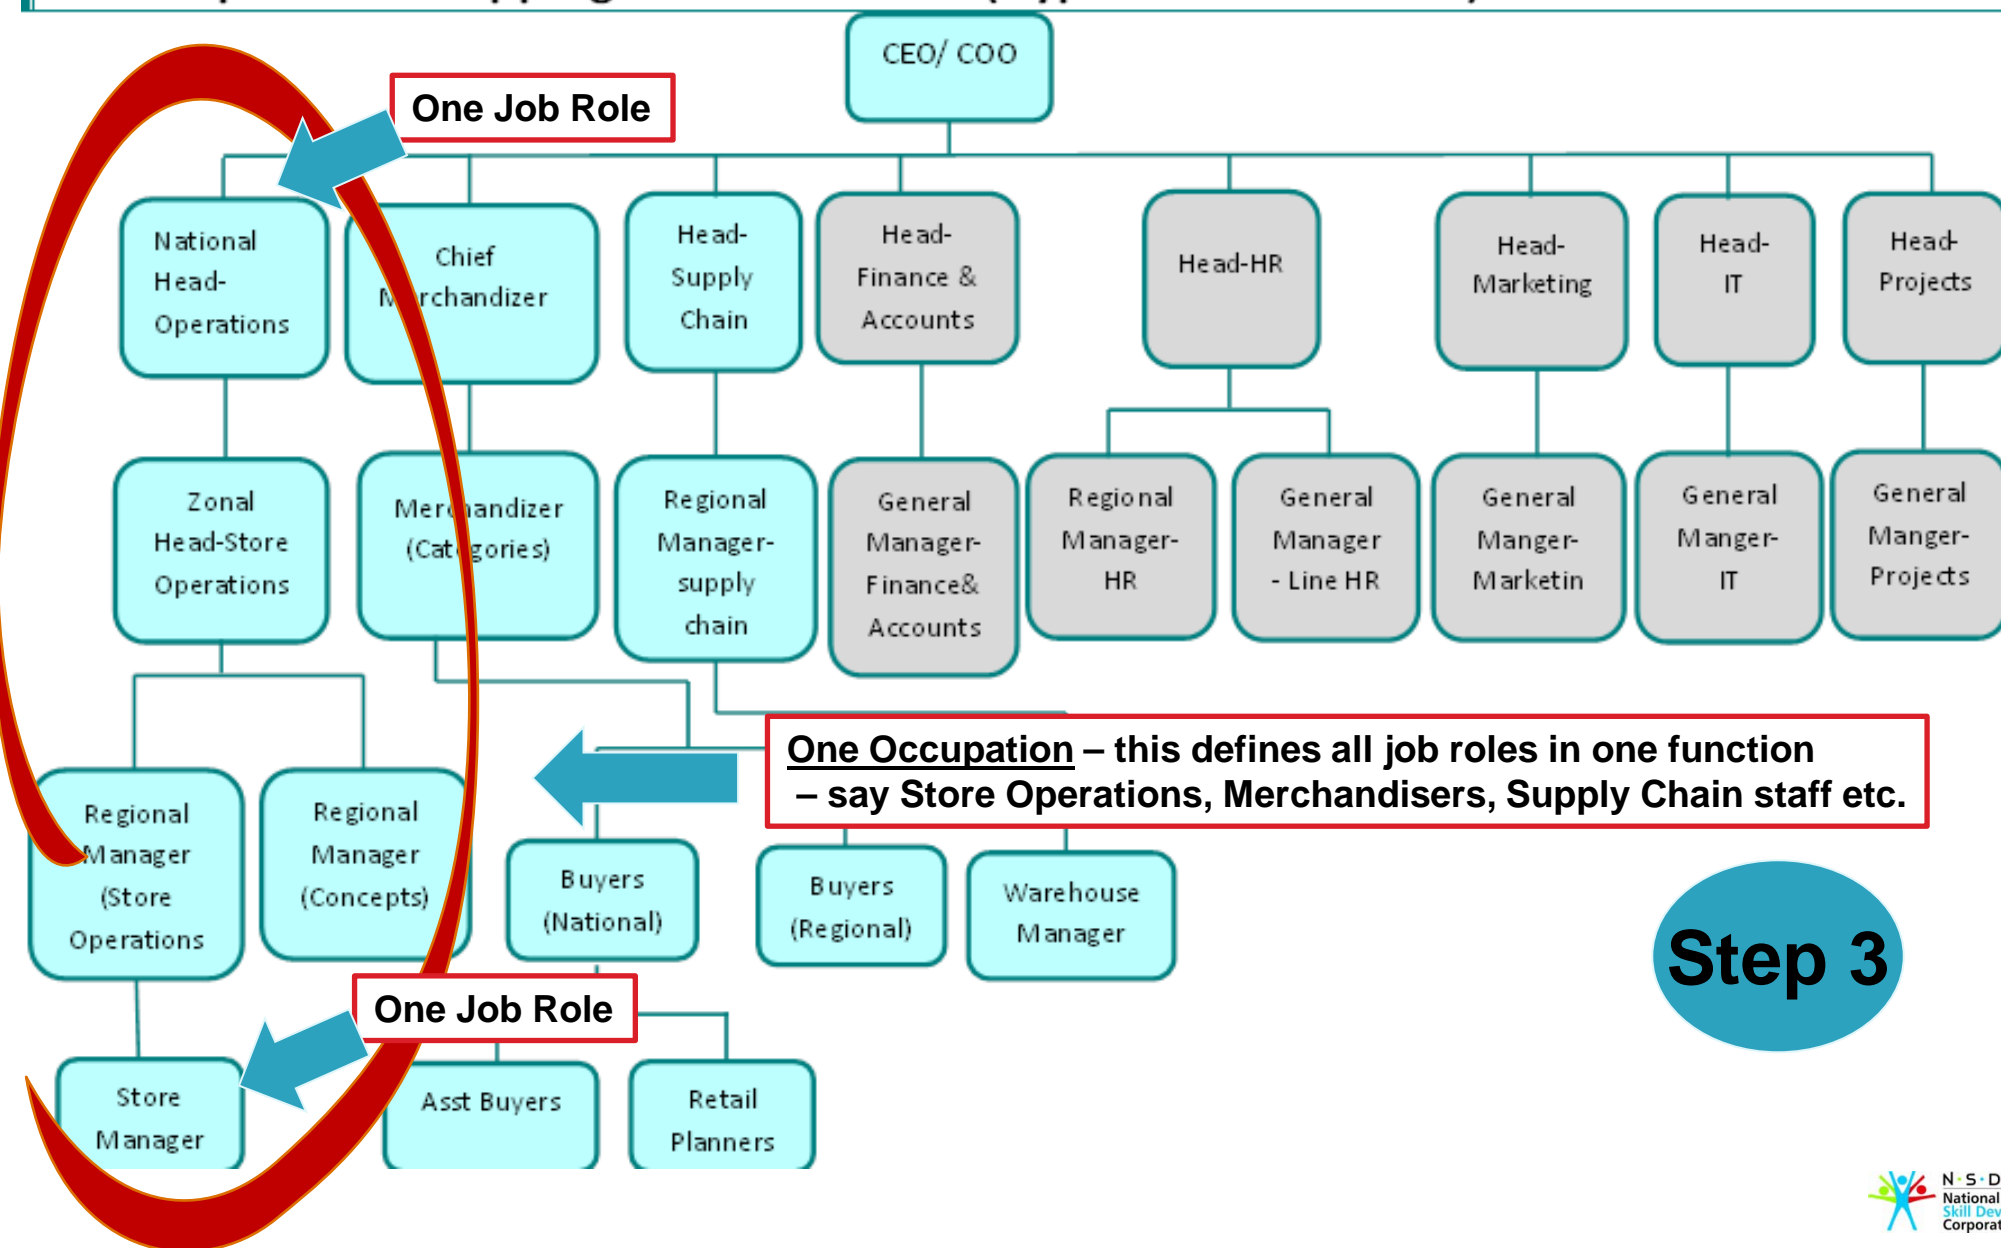 CEO/ COO
One Job Role
National
Head-
Operations
Chief
Merchandizer
Head-
Supply
Chain
Head-
Finance &
Accounts
Head-HR
Head-
Marketing
Head-
IT
Head-
Projects
Zonal
Head-Store
Operations
Merchandizer
(Categories)
Regional
Manager-
supply
chain
General
Manager-
Finance&
Accounts
Regional
Manager-
HR
General
Manager
- Line HR
General
Manger-
Marketin
General
Manger-
IT
General
Manger-
Projects
One Occupation – this defines all job roles in one function
– say Store Operations, Merchandisers, Supply Chain staff etc.
Regional
Manager
(Store
Operations
Regional
Manager
(Concepts)
Buyers
(National)
Buyers
(Regional)
Warehouse
Manager
Step 3
One Job Role
Store
Manager
Asst Buyers
Retail
Planners
N·S·D
National
Skill Dev
Corporat